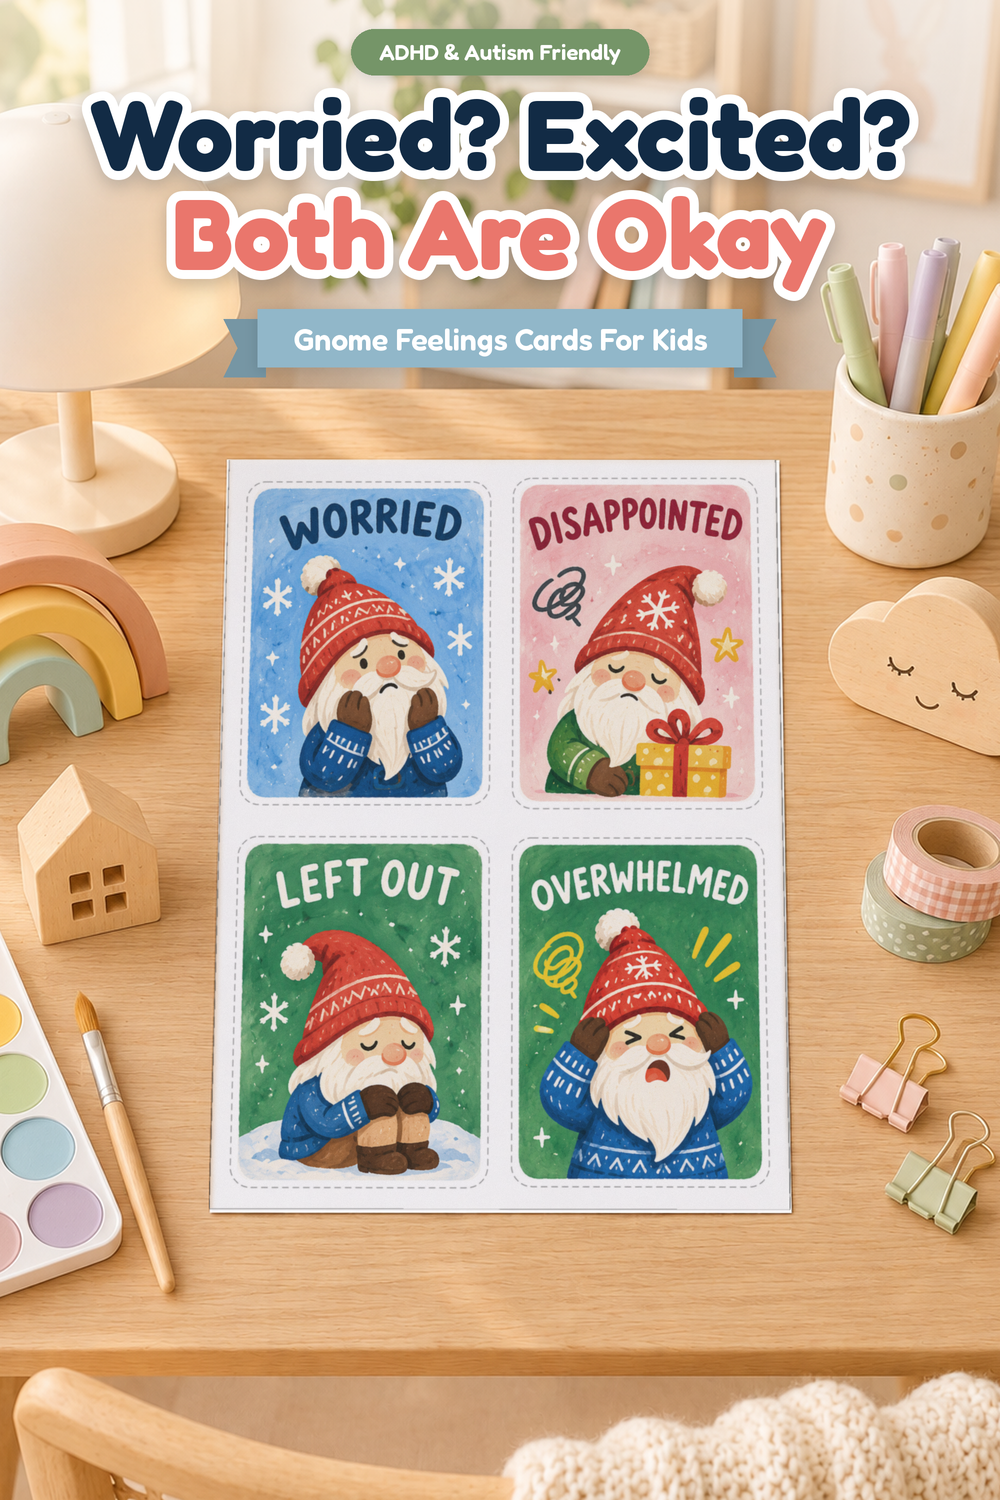 ADHD & Autism Friendly
Worried? Excited?
Both Are Okay
Gnome Feelings Cards For Kids
WORRIED
DISAPPOINTED
LEFT OUT
OVERWHELMED